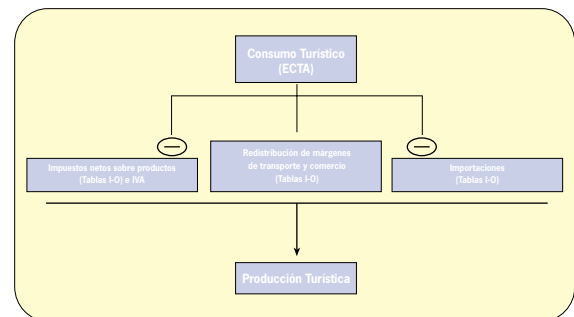 Consumo Turístico
(ECTA)
Impuestos netos sobre productos
(Tablas I-O) e IVA
Redistribución de márgenes
de transporte y comercio
(Tablas I-O)
Importaciones
(Tablas I-O)
Producción Turística